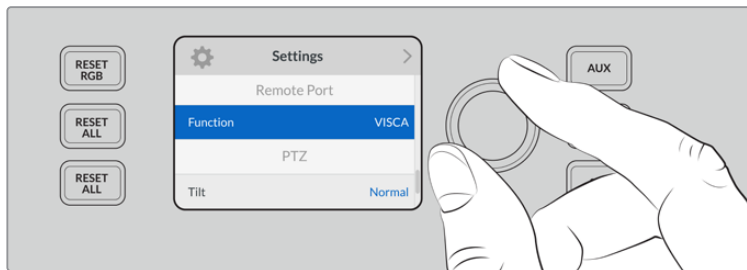 RESET
RGB
RESET
ALL
RESET
ALL
Settings
Remote Port
Function VISCA
PTZ
Tilt Normal
AUX